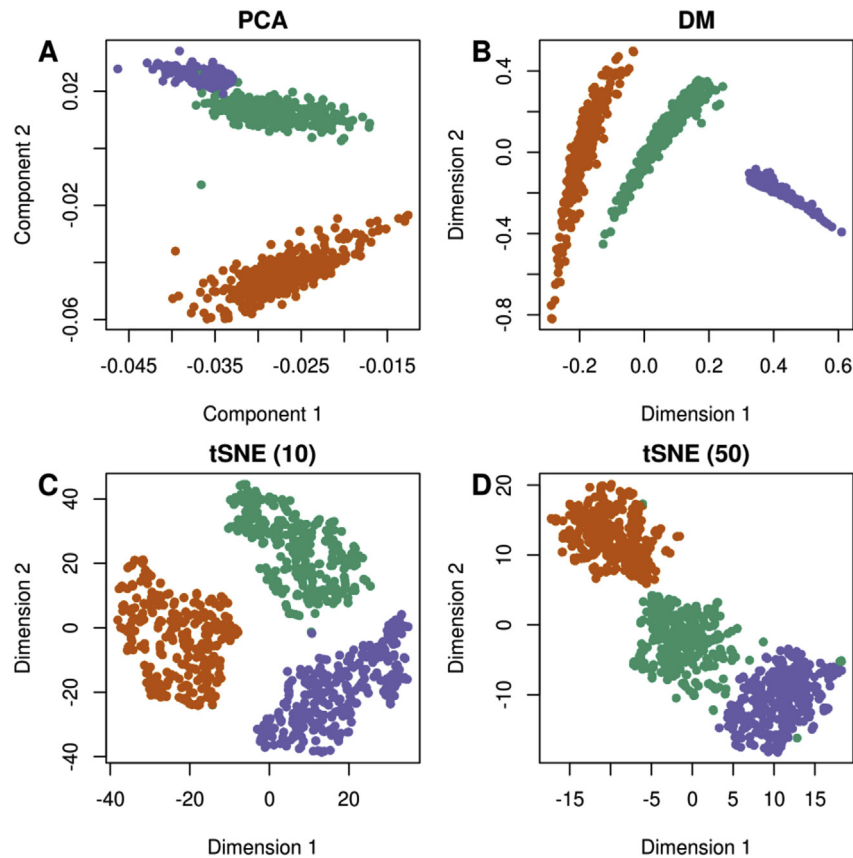 PCA
A
Component 2
0.02
-0.02
-0.06
-0.045
-0.035
-0.025
-0.015
Component 1
DM
B
Dimension 2
0.4
0.0
-0.4
-0.8
-0.2
0.0
0.2
0.4
0.6
Dimension 1
tSNE (10)
C
Dimension 2
40
20
0
-20
-40
-40
-20
0
20
Dimension 1
tSNE (50)
D
Dimension 2
20
10
0
-10
-15
-5
0
5
10
15
Dimension 1